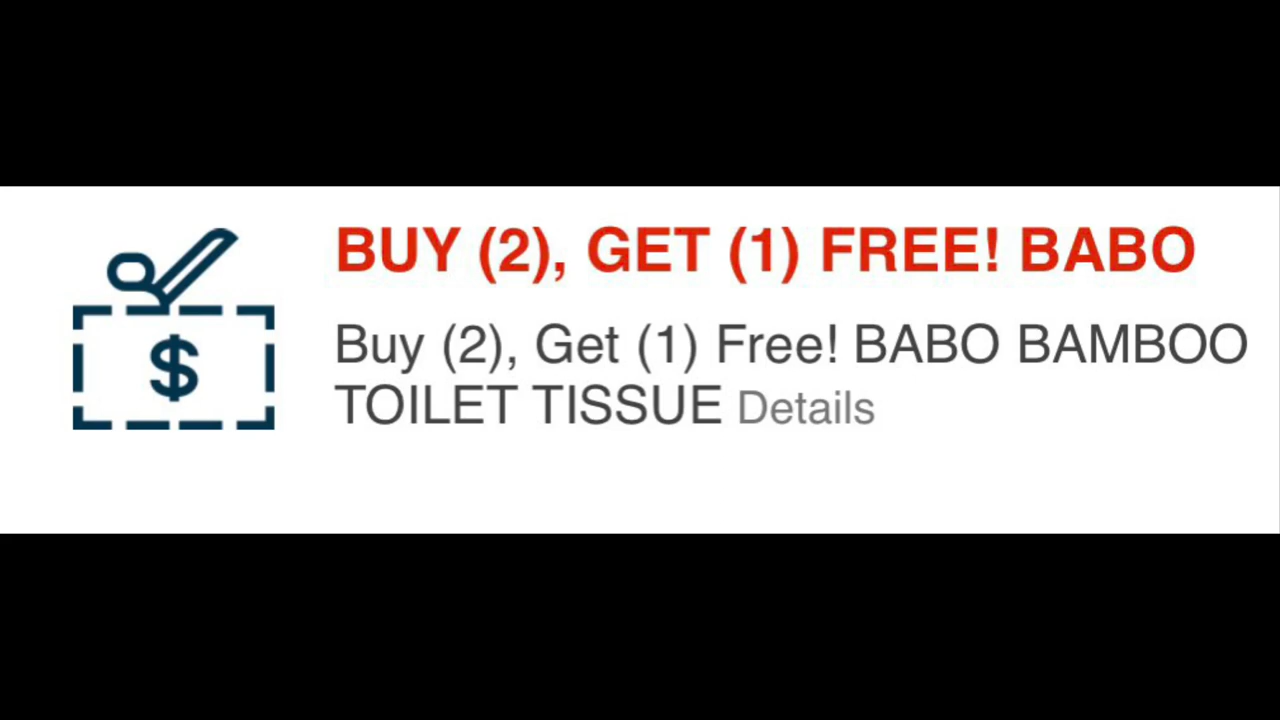 BUY (2), GET (1) FREE! BABO
Buy (2), Get (1) Free! BABO BAMBOO
TOILET TISSUE Details
$